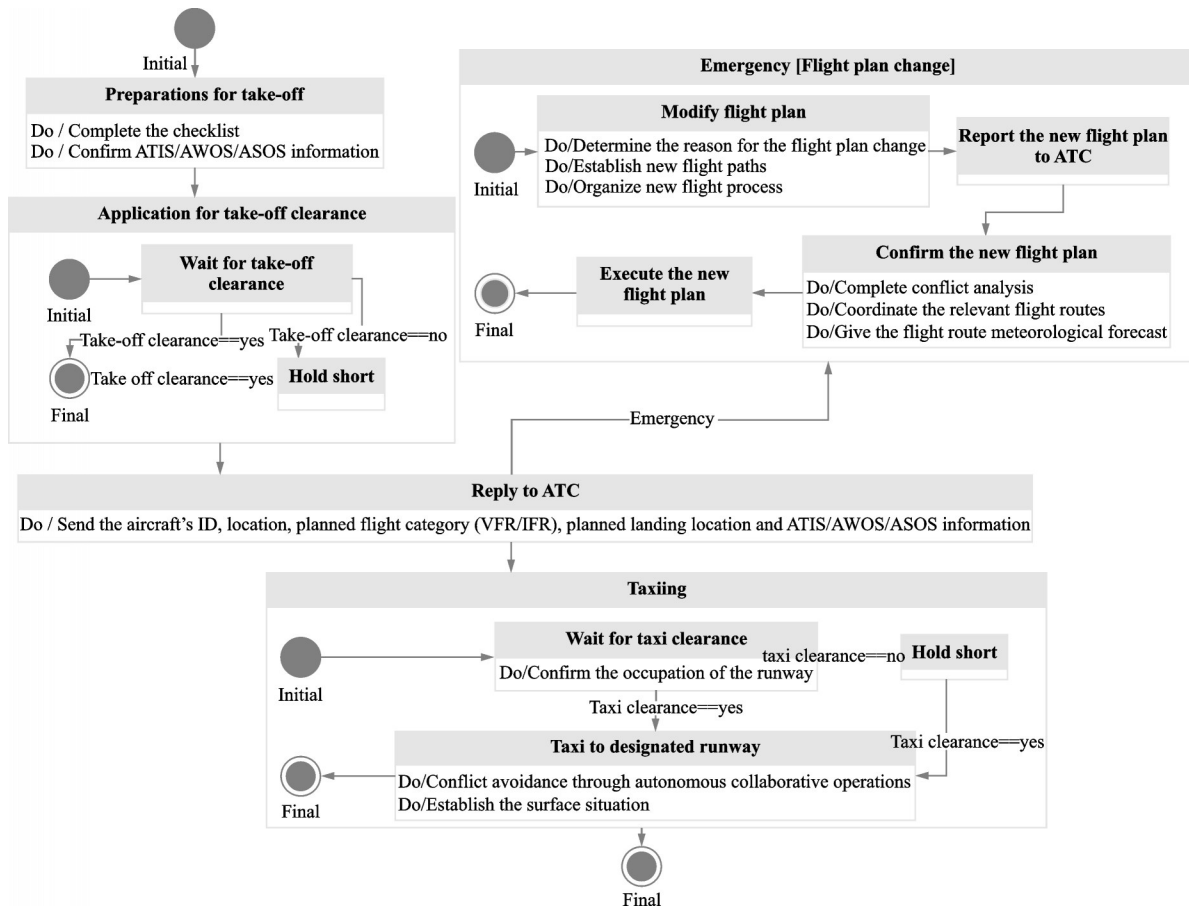 Initial
Preparations for take-off
Do / Complete the checklist
Do / Confirm ATIS/AWOS/ASOS information
Application for take-off clearance
Wait for take-off
clearance
Initial
Take-off clearance==yes
Take-off clearance==no
Take off clearance==yes
Hold short
Final
Emergency [Flight plan change]
Modify flight plan
Do/Determine the reason for the flight plan change
Do/Establish new flight paths
Do/Organize new flight process
Initial
Report the new flight plan
to ATC
Confirm the new flight plan
Do/Complete conflict analysis
Do/Coordinate the relevant flight routes
Do/Give the flight route meteorological forecast
Execute the new
flight plan
Final
Emergency
Reply to ATC
Do / Send the aircraft's ID, location, planned flight category (VFR/IFR), planned landing location and ATIS/AWOS/ASOS information
Taxiing
Initial
Wait for taxi clearance
Do/Confirm the occupation of the runway
taxi clearance==no
Hold short
Taxi clearance==yes
Taxi clearance==yes
Taxi to designated runway
Do/Conflict avoidance through autonomous collaborative operations
Do/Establish the surface situation
Final
Final